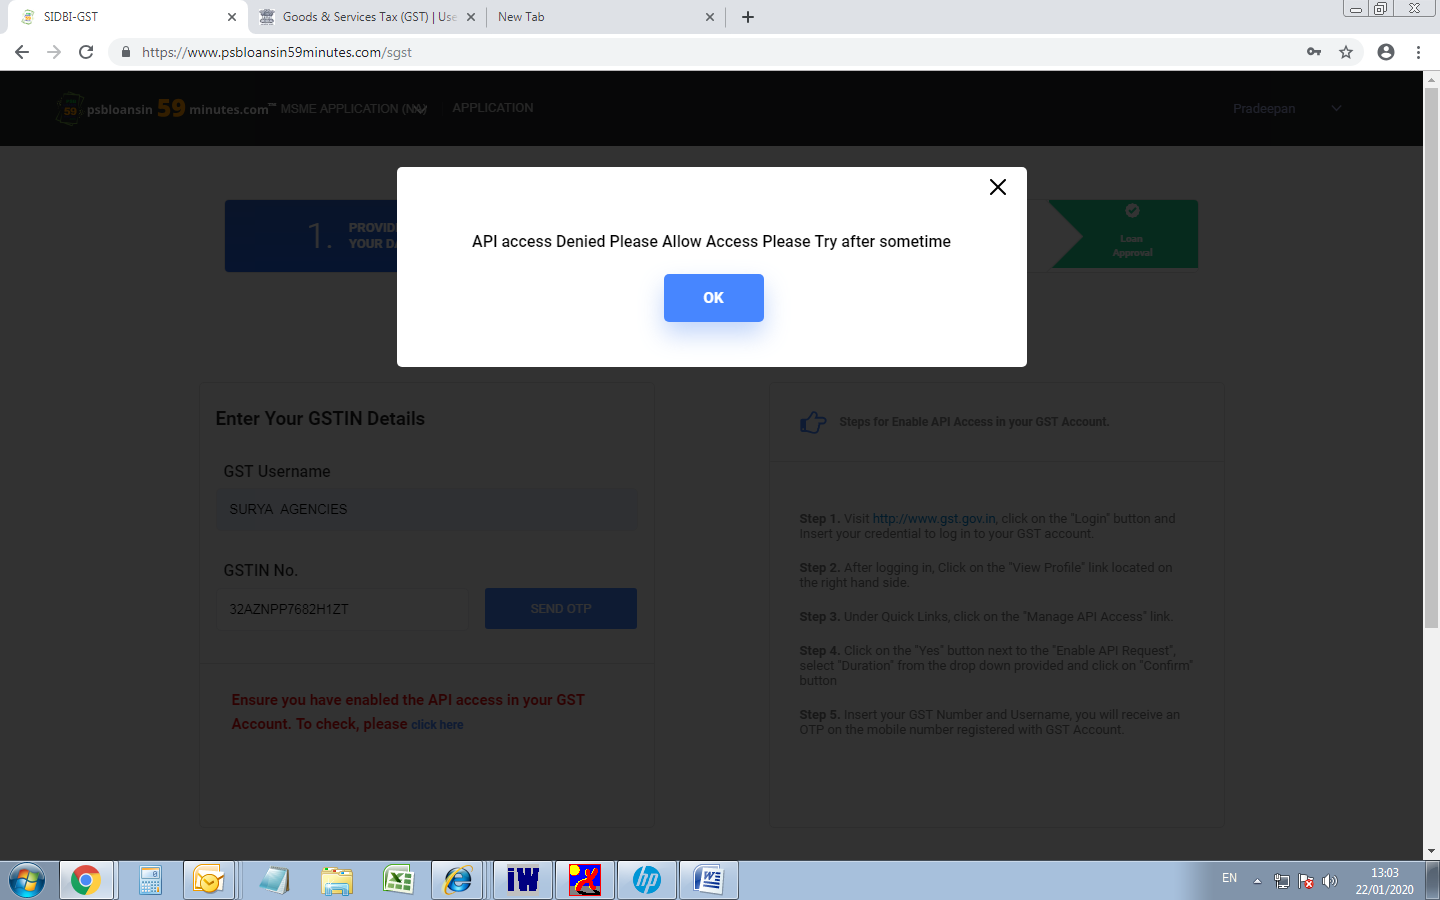 SIDBI-GST
Goods & Services Tax (GST) | Use
New Tab
https://www.psbloansin59minutes.com/sgst
psbloansin 59 minutes.com™
MSME APPLICATION
APPLICATION
Pradeepan
1. PROVID
YOUR DA
Loan
Approval
API access Denied Please Allow Access Please Try after sometime
OK
Enter Your GSTIN Details
GST Username
SURYA AGENCIES
GSTIN No.
32AZNPP7682H1ZT
SEND OTP
Ensure you have enabled the API access in your GST
Account. To check, please click here
Steps for Enable API Access in your GST Account.
Step 1. Visit http://www.gst.gov.in, click on the "Login" button and
Insert your credential to log in to your GST account.
Step 2. After logging in, Click on the "View Profile" link located on
the right hand side.
Step 3. Under Quick Links, click on the "Manage API Access" link.
Step 4. Click on the "Yes" button next to the "Enable API Request",
select "Duration" from the drop down provided and click on "Confirm"
button
Step 5. Insert your GST Number and Username, you will receive an
OTP on the mobile number registered with GST Account.
iW
hp
EN
13:03
22/01/2020